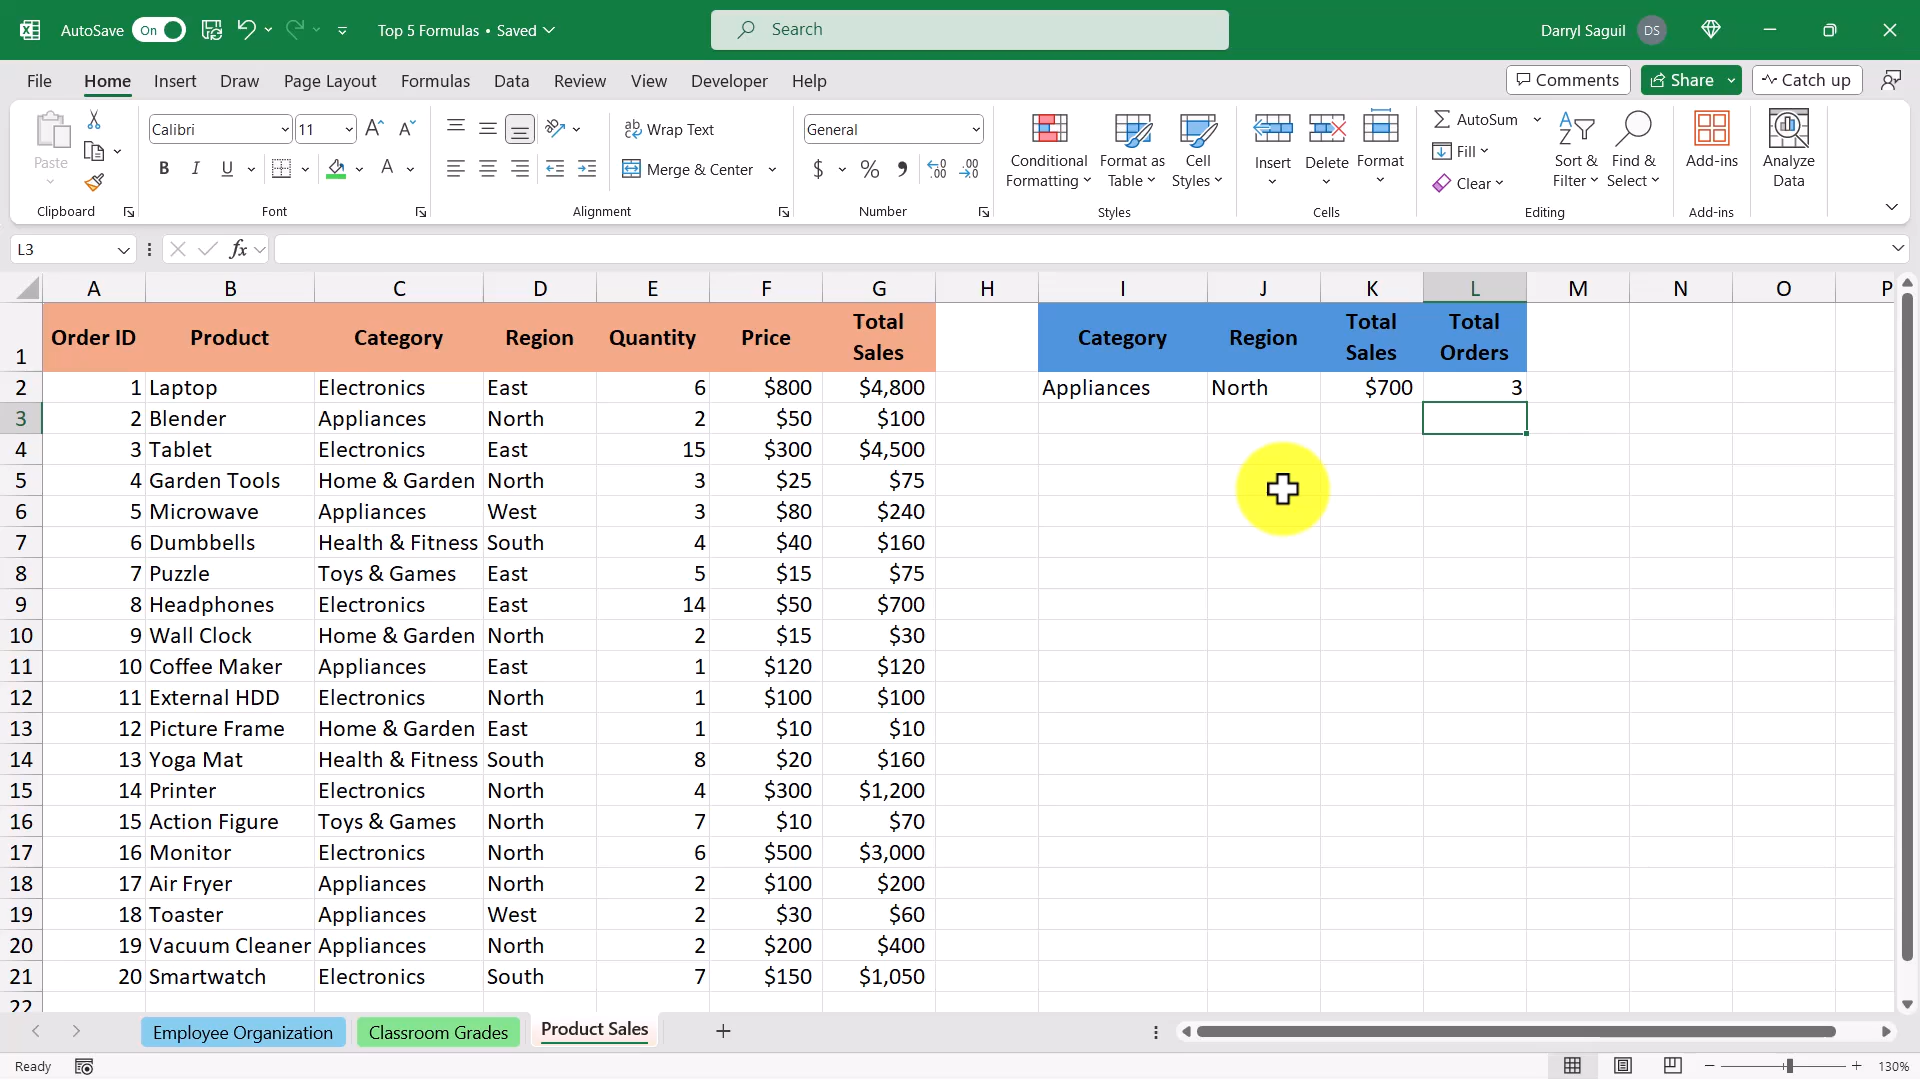 AutoSave On Top 5 Formulas • Saved Search Darryl Saguil DS
File Home Insert Draw Page Layout Formulas Data Review View Developer Help Comments Share Catch up
Paste Calibri 11 Wrap Text General Conditional Formatting Format as Table Cell Styles Insert Delete Format AutoSum Fill Clear Sort & Filter Find & Select Add-ins Analyze Data
B I U A Merge & Center $ % 9 .00
Clipboard Font Alignment Number Styles Cells Editing Add-ins
L3 fx
A B C D E F G H I J K L M N O P
1 Order ID Product Category Region Quantity Price Total Sales Category Region Total Sales Total Orders
2 1 Laptop Electronics East 6 $800 $4,800 Appliances North $700 3
3 2 Blender Appliances North 2 $50 $100
4 3 Tablet Electronics East 15 $300 $4,500
5 4 Garden Tools Home & Garden North 3 $25 $75
6 5 Microwave Appliances West 3 $80 $240
7 6 Dumbbells Health & Fitness South 4 $40 $160
8 7 Puzzle Toys & Games East 5 $15 $75
9 8 Headphones Electronics East 14 $50 $700
10 9 Wall Clock Home & Garden North 2 $15 $30
11 10 Coffee Maker Appliances East 1 $120 $120
12 11 External HDD Electronics North 1 $100 $100
13 12 Picture Frame Home & Garden East 1 $10 $10
14 13 Yoga Mat Health & Fitness South 8 $20 $160
15 14 Printer Electronics North 4 $300 $1,200
16 15 Action Figure Toys & Games North 7 $10 $70
17 16 Monitor Electronics North 6 $500 $3,000
18 17 Air Fryer Appliances North 2 $100 $200
19 18 Toaster Appliances West 2 $30 $60
20 19 Vacuum Cleaner Appliances North 2 $200 $400
21 20 Smartwatch Electronics South 7 $150 $1,050
22
Employee Organization Classroom Grades Product Sales
Ready 130%